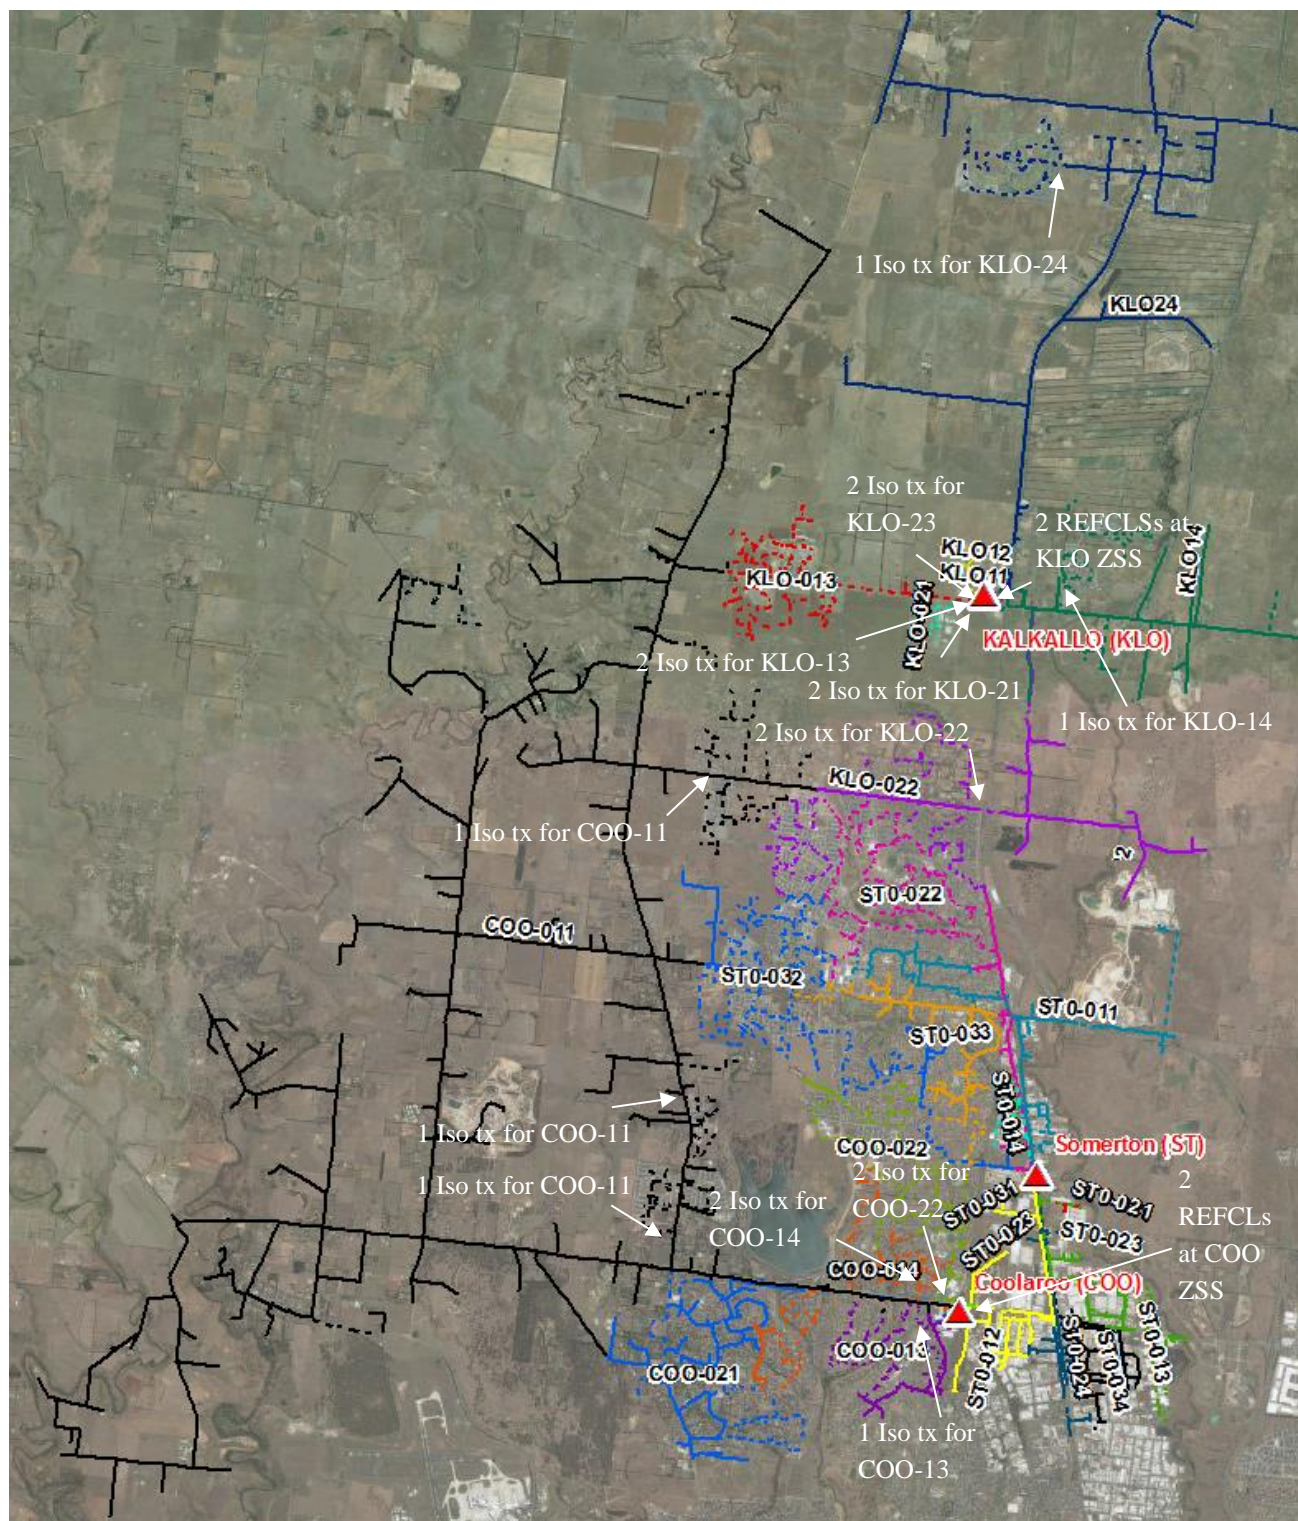 1 Iso tx for KLO-24
KLO24
2 Iso tx for
KLO-23
2 REFCLSs at
KLO ZSS
KLO12
KLO11
KLO14
KLO-013
KLO-021
KALKALLO (KLO)
2 Iso tx for KLO-13
2 Iso tx for KLO-21
1 Iso tx for KLO-14
2 Iso tx for KLO-22
KLO-022
1 Iso tx for COO-11
2
ST0-022
COO-011
ST0-032
ST0-011
ST0-033
ST0-014
1 Iso tx for COO-11
COO-022
Somerton (ST)
1 Iso tx for COO-11
2 Iso tx for
COO-22
2 Iso tx for
COO-14
ST0-031
ST0-021
2
REFCLs
at COO
ZSS
ST0-023
ST0-023
COO-014
Coolaroo (COO)
COO-013
ST0-012
ST0-024
ST0-034
ST0-013
COO-021
1 Iso tx for
COO-13